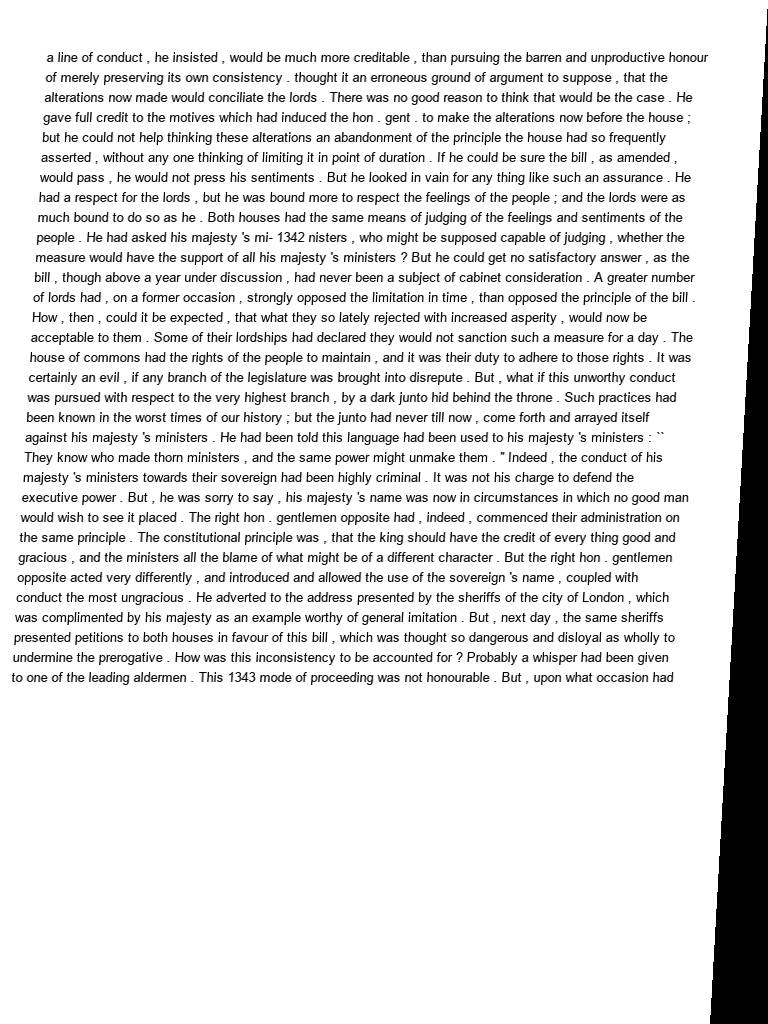 a line of conduct , he insisted , would be much more creditable , than pursuing the barren and unproductive honour
of merely preserving its own consistency . thought it an erroneous ground of argument to suppose , that the
alterations now made would conciliate the lords . There was no good reason to think that would be the case . He
gave full credit to the motives which had induced the hon . gent . to make the alterations now before the house ;
but he could not help thinking these alterations an abandonment of the principle the house had so frequently
asserted , without any one thinking of limiting it in point of duration . If he could be sure the bill , as amended ,
would pass , he would not press his sentiments . But he looked in vain for any thing like such an assurance . He
had a respect for the lords , but he was bound more to respect the feelings of the people ; and the lords were as
much bound to do so as he . Both houses had the same means of judging of the feelings and sentiments of the
people . He had asked his majesty 's mi- 1342 nisters , who might be supposed capable of judging , whether the
measure would have the support of all his majesty 's ministers ? But he could get no satisfactory answer , as the
bill , though above a year under discussion , had never been a subject of cabinet consideration . A greater number
of lords had , on a former occasion , strongly opposed the limitation in time , than opposed the principle of the bill .
How , then , could it be expected , that what they so lately rejected with increased asperity , would now be
acceptable to them . Some of their lordships had declared they would not sanction such a measure for a day . The
house of commons had the rights of the people to maintain , and it was their duty to adhere to those rights . It was
certainly an evil , if any branch of the legislature was brought into disrepute . But , what if this unworthy conduct
was pursued with respect to the very highest branch , by a dark junto hid behind the throne . Such practices had
been known in the worst times of our history ; but the junto had never till now , come forth and arrayed itself
against his majesty 's ministers . He had been told this language had been used to his majesty 's ministers : ``
They know who made thorn ministers , and the same power might unmake them . '' Indeed , the conduct of his
majesty 's ministers towards their sovereign had been highly criminal . It was not his charge to defend the
executive power . But , he was sorry to say , his majesty 's name was now in circumstances in which no good man
would wish to see it placed . The right hon . gentlemen opposite had , indeed , commenced their administration on
the same principle . The constitutional principle was , that the king should have the credit of every thing good and
gracious , and the ministers all the blame of what might be of a different character . But the right hon . gentlemen
opposite acted very differently , and introduced and allowed the use of the sovereign 's name , coupled with
conduct the most ungracious . He adverted to the address presented by the sheriffs of the city of London , which
was complimented by his majesty as an example worthy of general imitation . But , next day , the same sheriffs
presented petitions to both houses in favour of this bill , which was thought so dangerous and disloyal as wholly to
undermine the prerogative . How was this inconsistency to be accounted for ? Probably a whisper had been given
to one of the leading aldermen . This 1343 mode of proceeding was not honourable . But , upon what occasion had